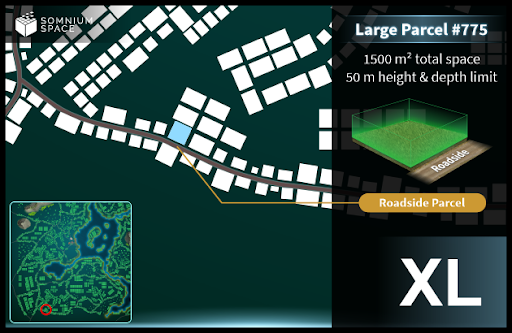 SOMNIUM
SPACE
Large Parcel #775
1500 m² total space
50 m height & depth limit
Roadside
Roadside Parcel
XL